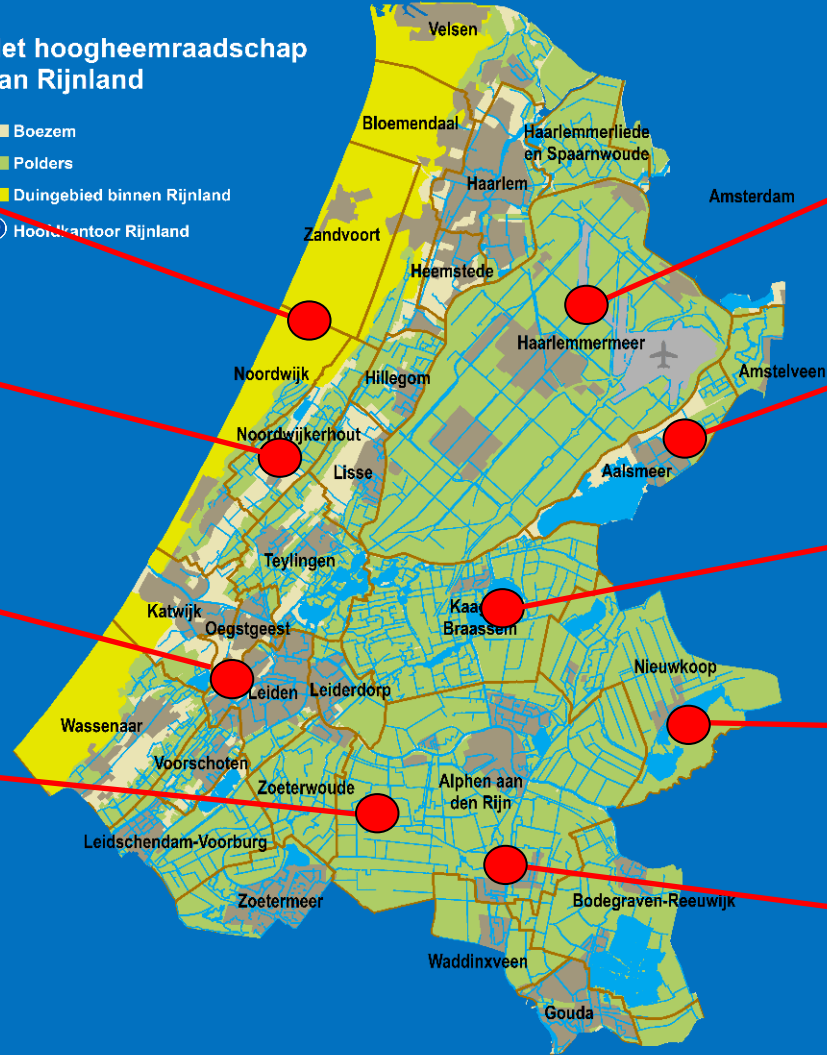 et hoogheemraadschap
an Rijnland
Boezem
Polders
Duingebied binnen Rijnland
Hoofdkantoor Rijnland
Velsen
Bloemendaal
Haarlemmerliede
en Spaarnwoude
Haarlem
Amsterdam
Zandvoort
Heemstede
Haarlemmermeer
Noordwijk
Hillegom
Amstelveen
Noordwijkerhout
Lisse
Aalsmeer
Teylingen
Katwijk
Kaag
Braassem
Oegstgeest
Nieuwkoop
Leiden
Leiderdorp
Wassenaar
Voorschoten
Zoeterwoude
Alphen aan
den Rijn
Leidschendam-Voorburg
Zoetermeer
Bodegraven-Reeuwijk
Waddinxveen
Gouda